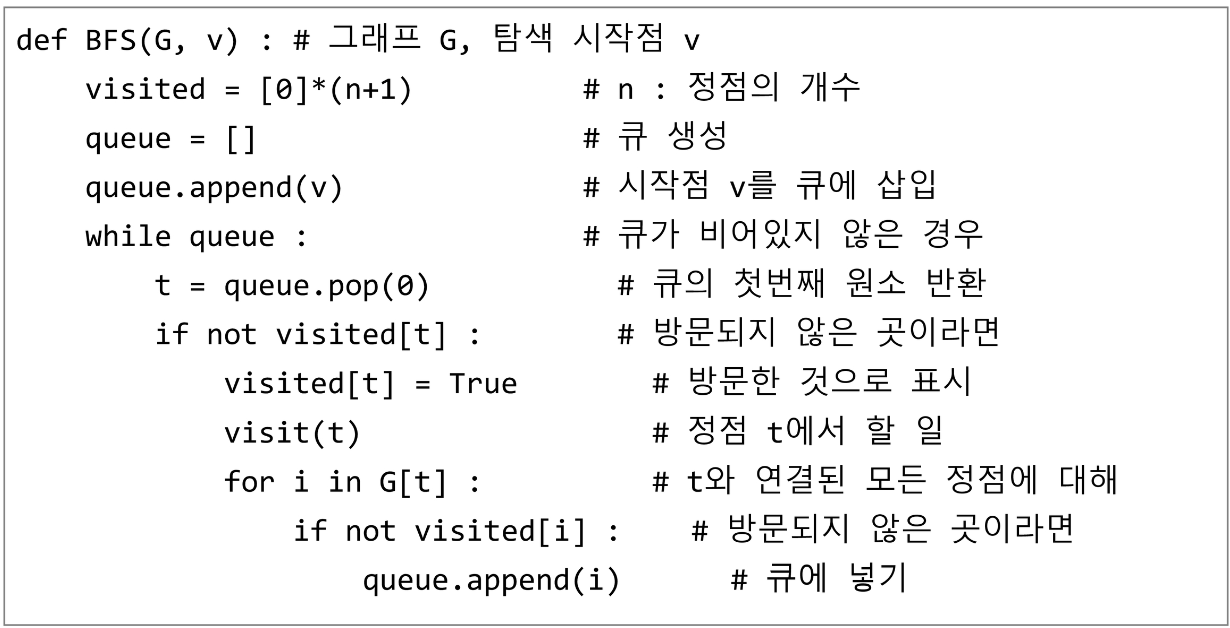 def BFS(G, v) : # 그래프 G, 탐색 시작점 v
    visited = [0]*(n+1)          # n : 정점의 개수
    queue = []                   # 큐 생성
    queue.append(v)              # 시작점 v를 큐에 삽입
    while queue :                # 큐가 비어있지 않은 경우
        t = queue.pop(0)           # 큐의 첫번째 원소 반환
        if not visited[t] :        # 방문되지 않은 곳이라면
            visited[t] = True        # 방문한 것으로 표시
            visit(t)                 # 정점 t에서 할 일
            for i in G[t] :          # t와 연결된 모든 정점에 대해
                if not visited[i] :    # 방문되지 않은 곳이라면
                    queue.append(i)      # 큐에 넣기